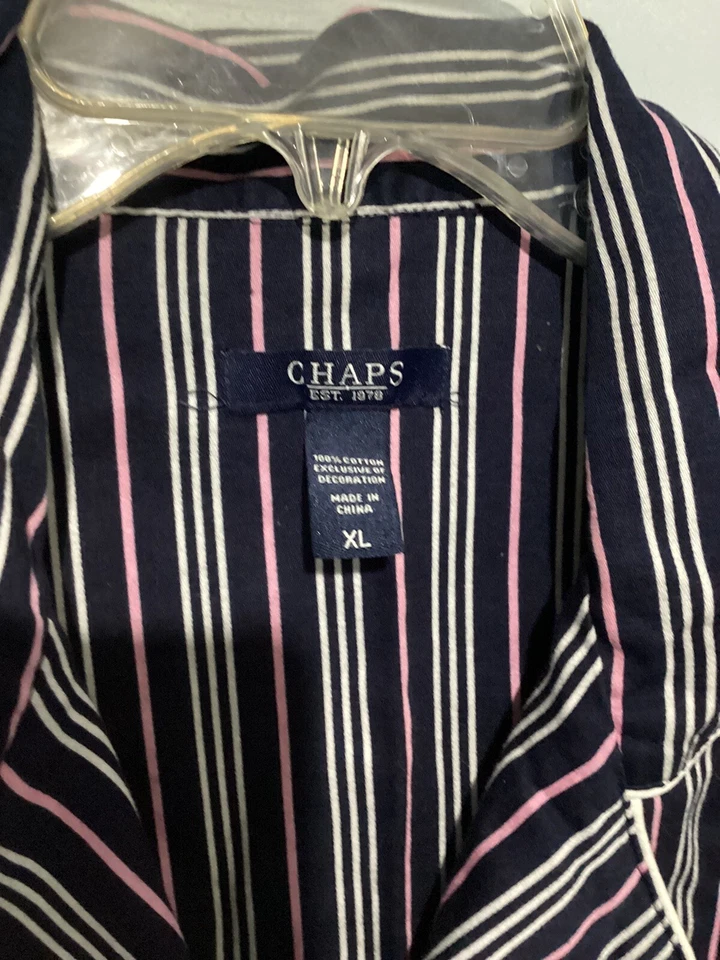 CHAPS
EST. 1978
100% COTTON
EXCLUSIVE OF
DECORATION
MADE IN
CHINA
XL